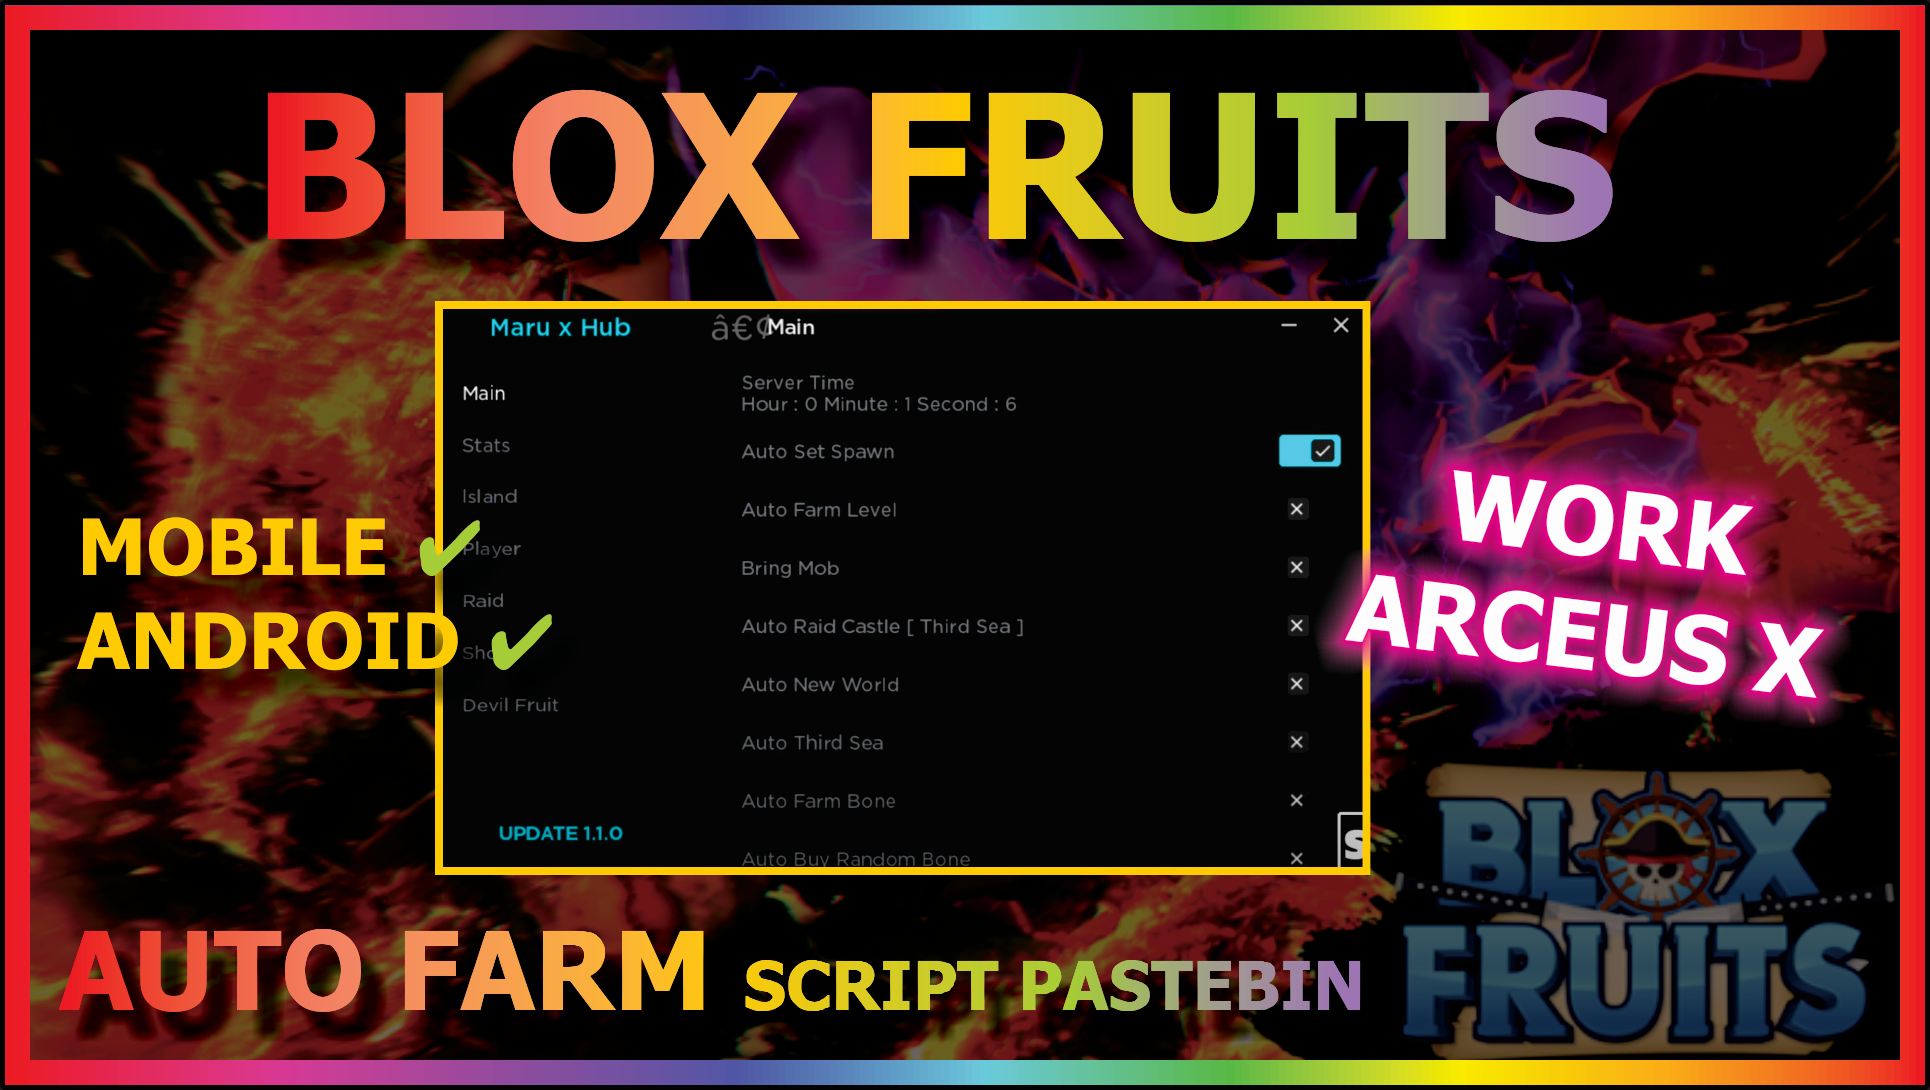 BLOX FRUITS
Maru x Hub
â€¢Main
Main
Stats
Island
Player
Raid
Sho
Devil Fruit
UPDATE 1.1.0
Server Time
Hour : 0 Minute : 1 Second : 6
Auto Set Spawn
Auto Farm Level
Bring Mob
Auto Raid Castle [ Third Sea ]
Auto New World
Auto Third Sea
Auto Farm Bone
Auto Buy Random Bone
S
MOBILE ✔
ANDROID ✔
WORK
ARCEUS X
AUTO FARM SCRIPT PASTEBIN
BLOX
FRUITS